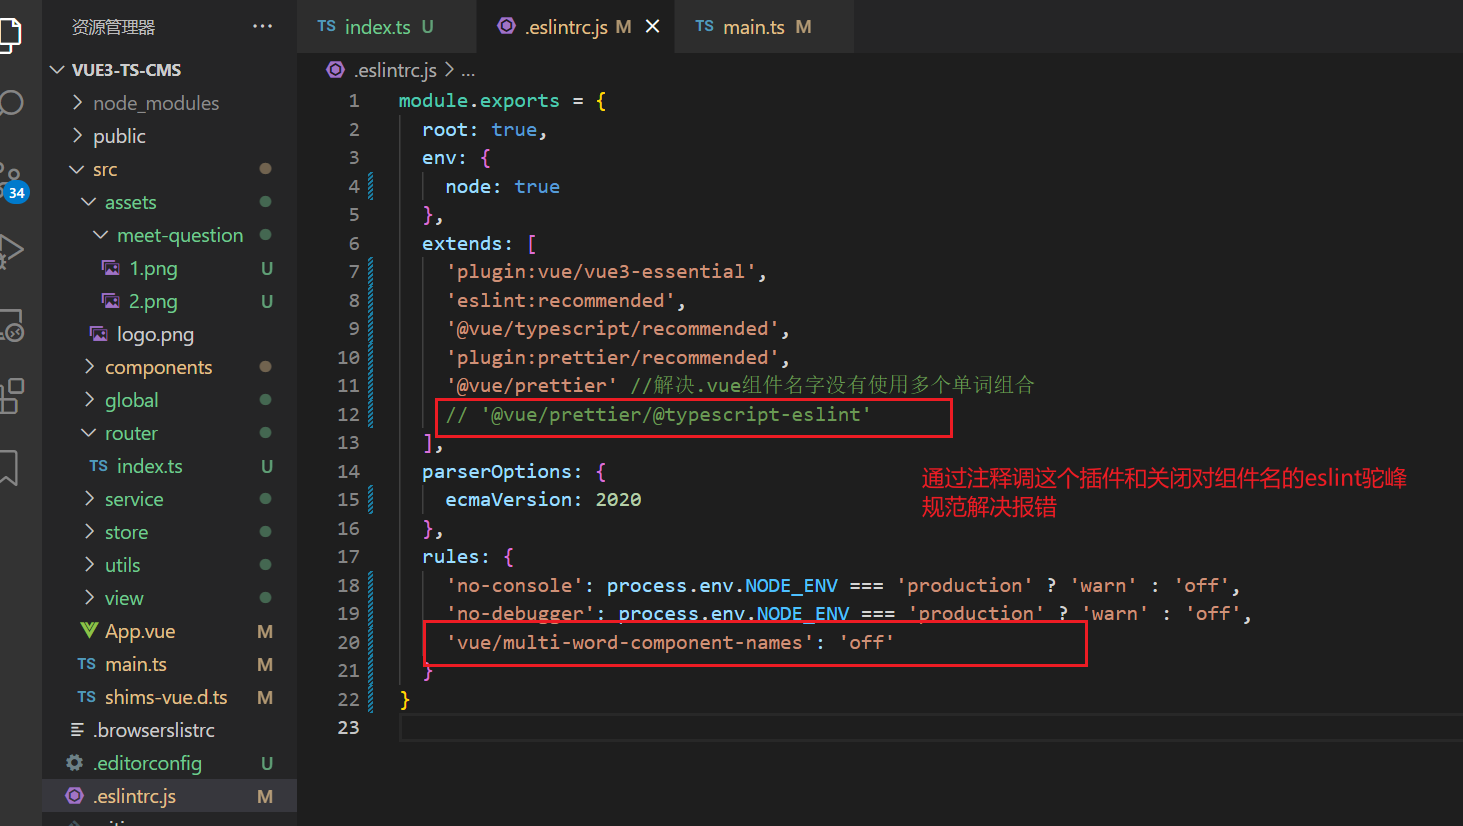 资源管理器 ···
TS index.ts U
.eslintrc.js M ×
TS main.ts M
.eslintrc.js > ...
VUE3-TS-CMS
node_modules
public
src
34
assets
meet-question
1.png U
2.png U
logo.png
components
global
router
TS index.ts U
service
store
utils
view
App.vue M
TS main.ts M
TS shims-vue.d.ts M
.browserslistrc
.editorconfig U
.eslintrc.js M
1 module.exports = {
2 root: true,
3 env: {
4 node: true
5 },
6 extends: [
7 'plugin:vue/vue3-essential',
8 'eslint:recommended',
9 '@vue/typescript/recommended',
10 'plugin:prettier/recommended',
11 '@vue/prettier' //解决.vue组件名字没有使用多个单词组合
12 // '@vue/prettier/@typescript-eslint'
13 ],
14 parserOptions: {
15 ecmaVersion: 2020
16 },
17 rules: {
18 'no-console': process.env.NODE_ENV === 'production' ? 'warn' : 'off',
19 'no-debugger': process.env.NODE_ENV === 'production' ? 'warn' : 'off',
20 'vue/multi-word-component-names': 'off'
21 }
22 }
23
通过注释调这个插件和关闭对组件名的eslint驼峰
规范解决报错